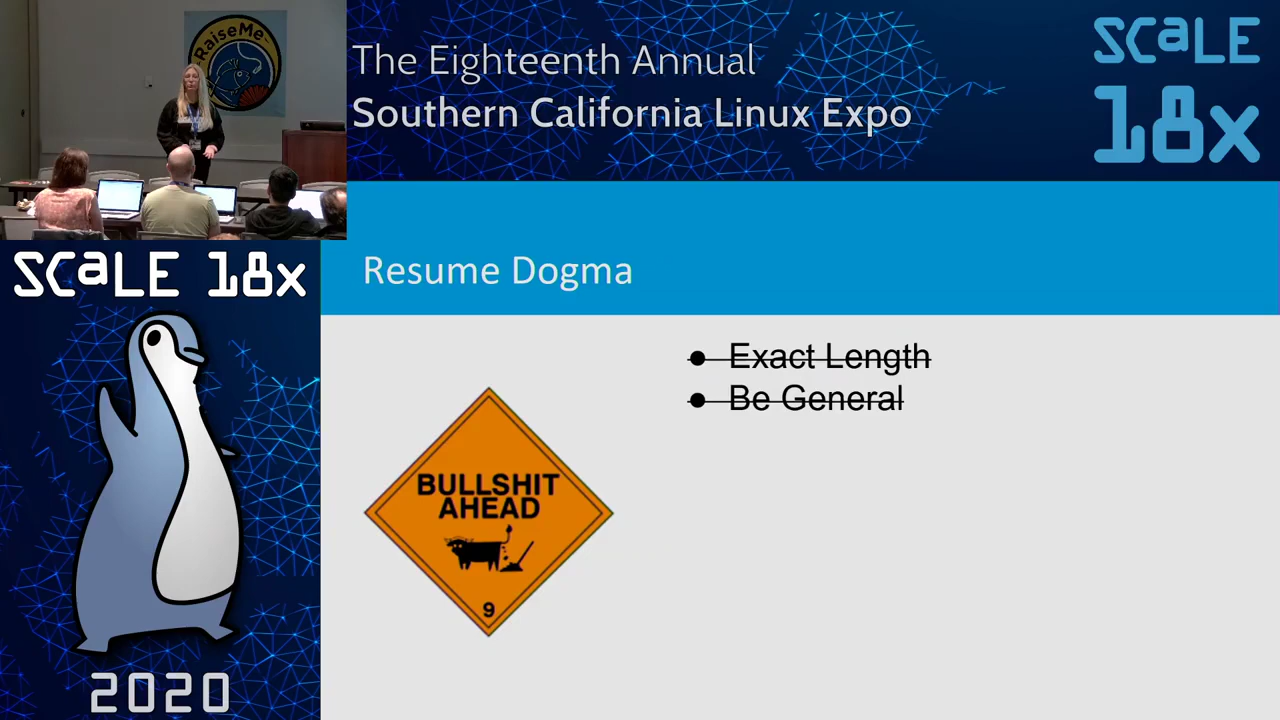 RaiseMe
The Eighteenth Annual
Southern California Linux Expo
SCaLE
18x
SCaLE 18x
Resume Dogma
● Exact Length
● Be General
BULLSHIT
AHEAD
9
2020